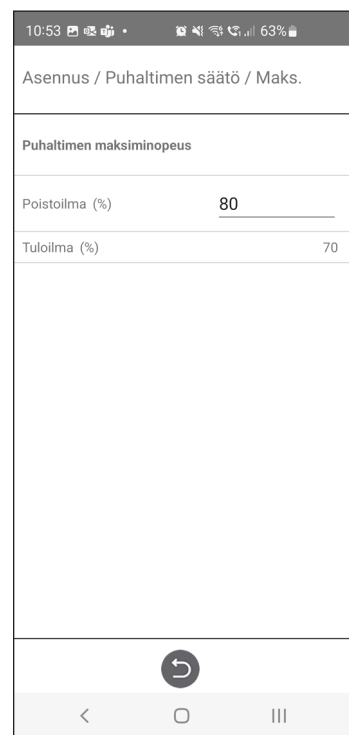 10:53
63%
Asennus / Puhaltimen säätö / Maks.
Puhaltimen maksiminopeus
Poistoilma (%) 80
Tuloilma (%) 70